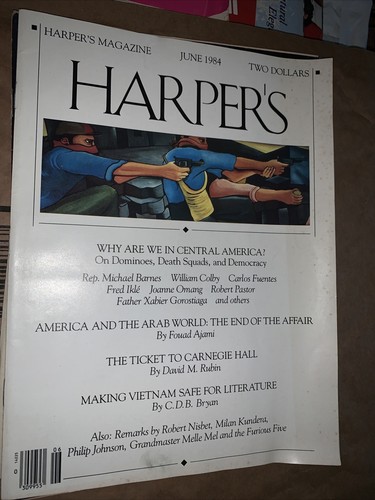 HARPER'S MAGAZINE
JUNE 1984
TWO DOLLARS
HARPER'S
WHY ARE WE IN CENTRAL AMERICA?
On Dominoes, Death Squads, and Democracy
Rep. Michael Barnes William Colby Carlos Fuentes
Fred Iklé Joanne Omang Robert Pastor
Father Xabier Gorostiaga and others
AMERICA AND THE ARAB WORLD: THE END OF THE AFFAIR
By Fouad Ajami
THE TICKET TO CARNEGIE HALL
By David M. Rubin
MAKING VIETNAM SAFE FOR LITERATURE
By C.D.B. Bryan
Also: Remarks by Robert Nisbet, Milan Kundera,
Philip Johnson, Grandmaster Melle Mel and the Furious Five
06